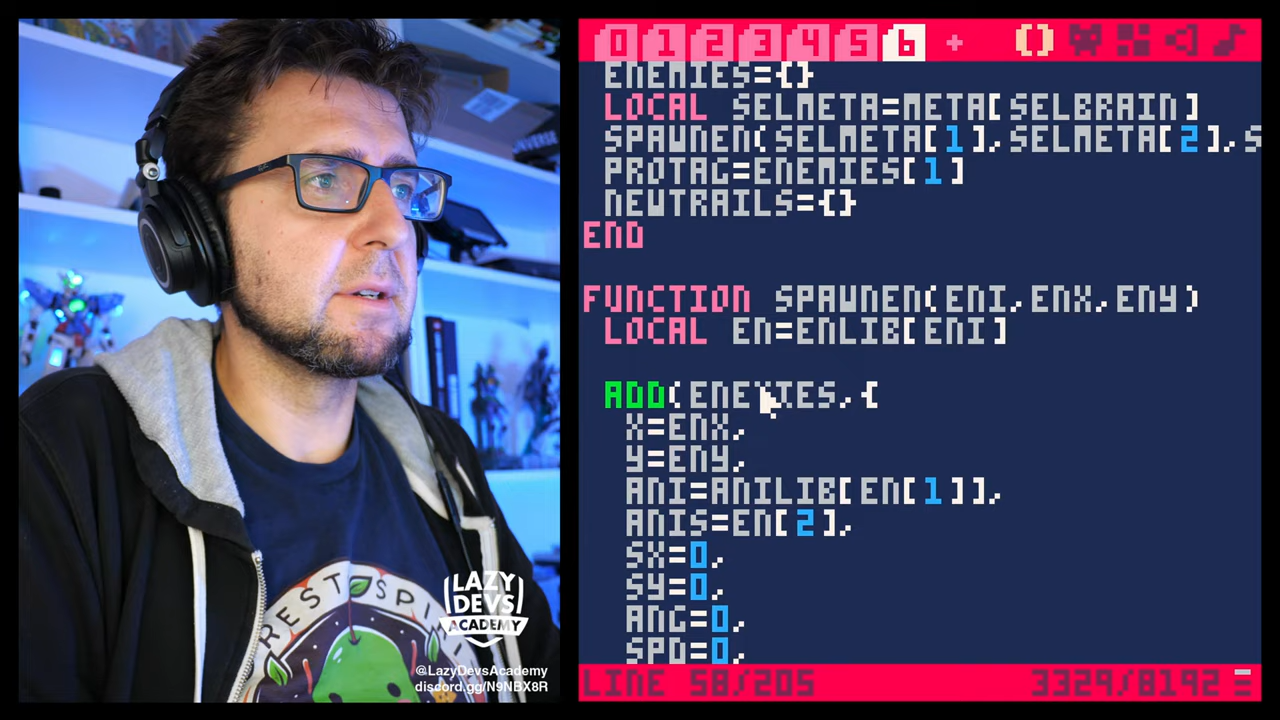 0 1 2 3 4 5 6 + ()
ENEMIES={}
LOCAL SELMETA=META[SELBRAIN]
SPAWNEN(SELMETA[1],SELMETA[2],S
PROTAG=ENEMIES[1]
NEWTRAILS={}
END
FUNCTION SPAWNEN(ENI,ENX,ENY)
LOCAL EN=ENLIB[ENI]
ADD(ENEMIES,{
X=ENX,
Y=ENY,
ANI=ANILIB[EN[1]],
ANIS=EN[2],
SX=0,
SY=0,
ANG=0,
SPD=0,
LINE 58/205
3329/8192
LAZY
DEVS
ACADEMY
@LazyDevsAcademy
discord.gg/N9NBX8R
REST SPI